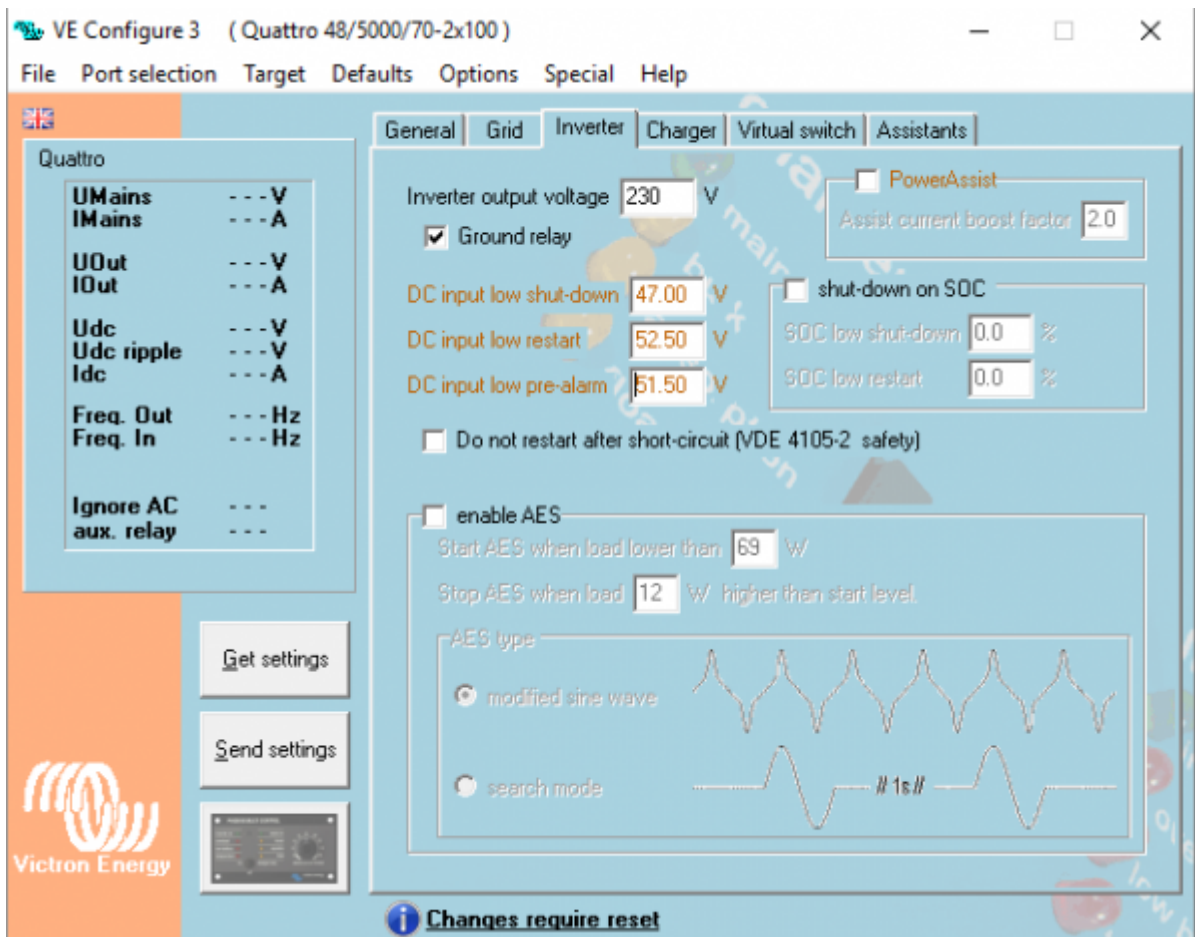 VE Configure 3 ( Quattro 48/5000/70-2x100 )
File Port selection Target Defaults Options Special Help
General Grid Inverter Charger Virtual switch Assistants
Quattro
UMains - - - V
IMains - - - A
UOut - - - V
IOut - - - A
Udc - - - V
Udc ripple - - - V
Idc - - - A
Freq. Out - - - Hz
Freq. In - - - Hz
Ignore AC - - -
aux. relay - - -
Get settings
Send settings
Victron Energy
Inverter output voltage 230 V
Ground relay
PowerAssist
Assist current boost factor 2.0
DC input low shut-down 47.00 V
DC input low restart 52.50 V
DC input low pre-alarm 51.50 V
shut-down on SOC
SOC low shut-down 0.0 %
SOC low restart 0.0 %
Do not restart after short-circuit (VDE 4105-2 safety)
enable AES
Start AES when load lower than 69 W
Stop AES when load 12 W higher than start level.
AES type
modified sine wave
search mode
// 1s //
Changes require reset